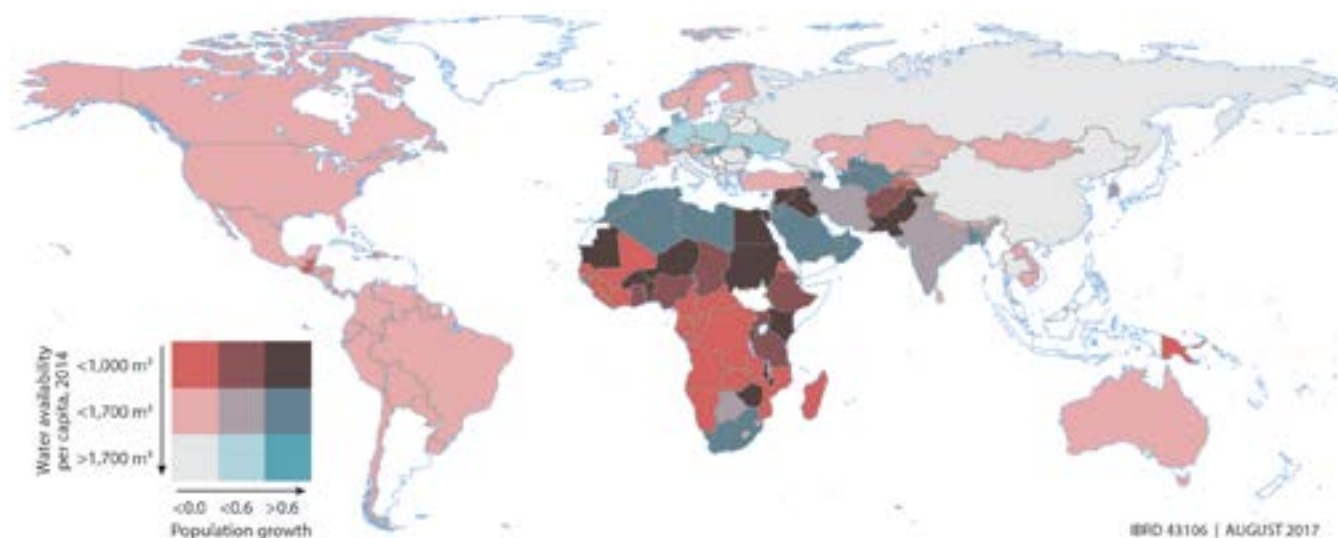 Water availability
per capita, 2014
<1,000 m³
<1,700 m³
>1,700 m³
<0.0 <0.6 >0.6
Population growth
IBRD 43106 | AUGUST 2017